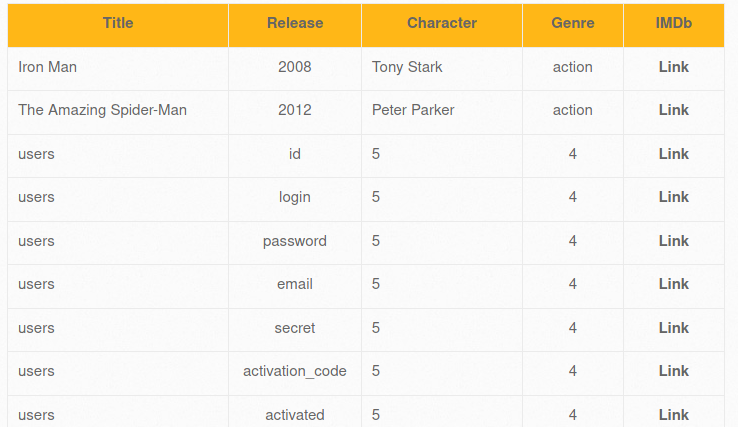 Title Release Character Genre IMDb
Iron Man 2008 Tony Stark action Link
The Amazing Spider-Man 2012 Peter Parker action Link
users id 5 4 Link
users login 5 4 Link
users password 5 4 Link
users email 5 4 Link
users secret 5 4 Link
users activation_code 5 4 Link
users activated 5 4 Link